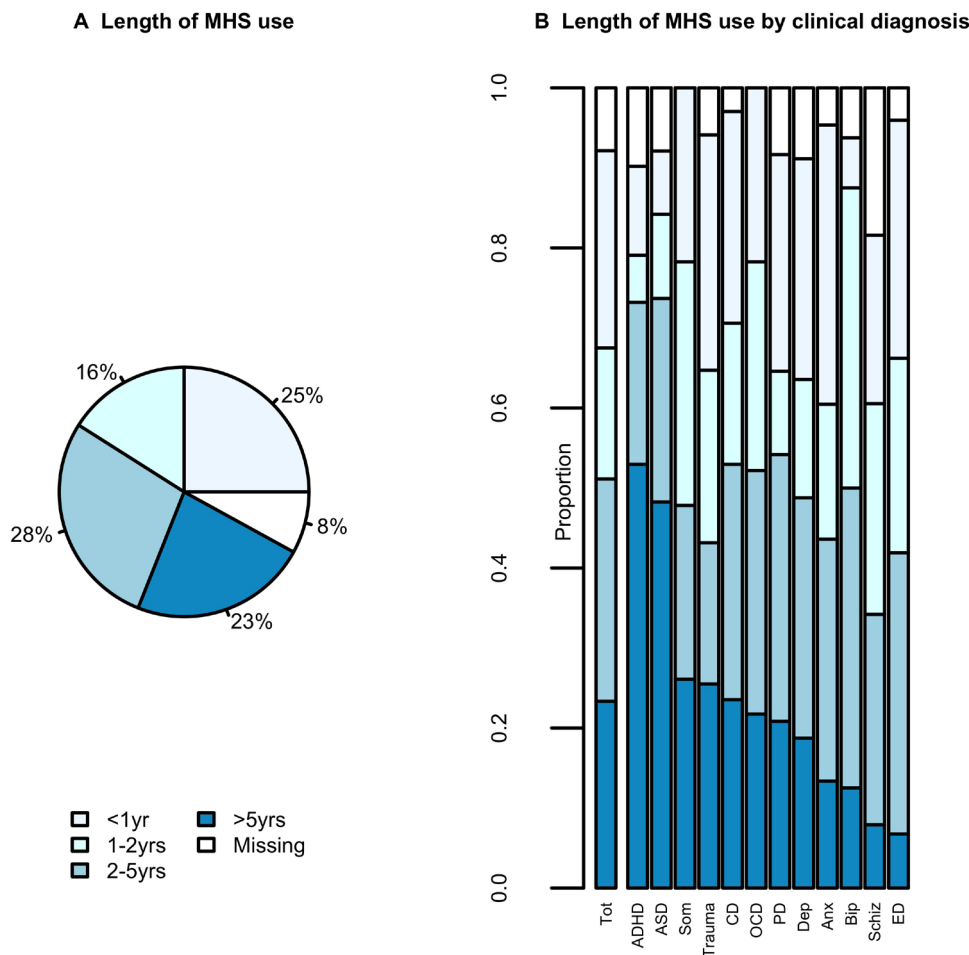 A  Length of MHS use
16%
25%
28%
8%
23%
<1yr
1-2yrs
2-5yrs
>5yrs
Missing
B  Length of MHS use by clinical diagnosis
Proportion
1.0
0.8
0.6
0.4
0.2
0.0
Tot
ADHD
ASD
Som
Trauma
CD
OCD
PD
Dep
Anx
Bip
Schiz
ED